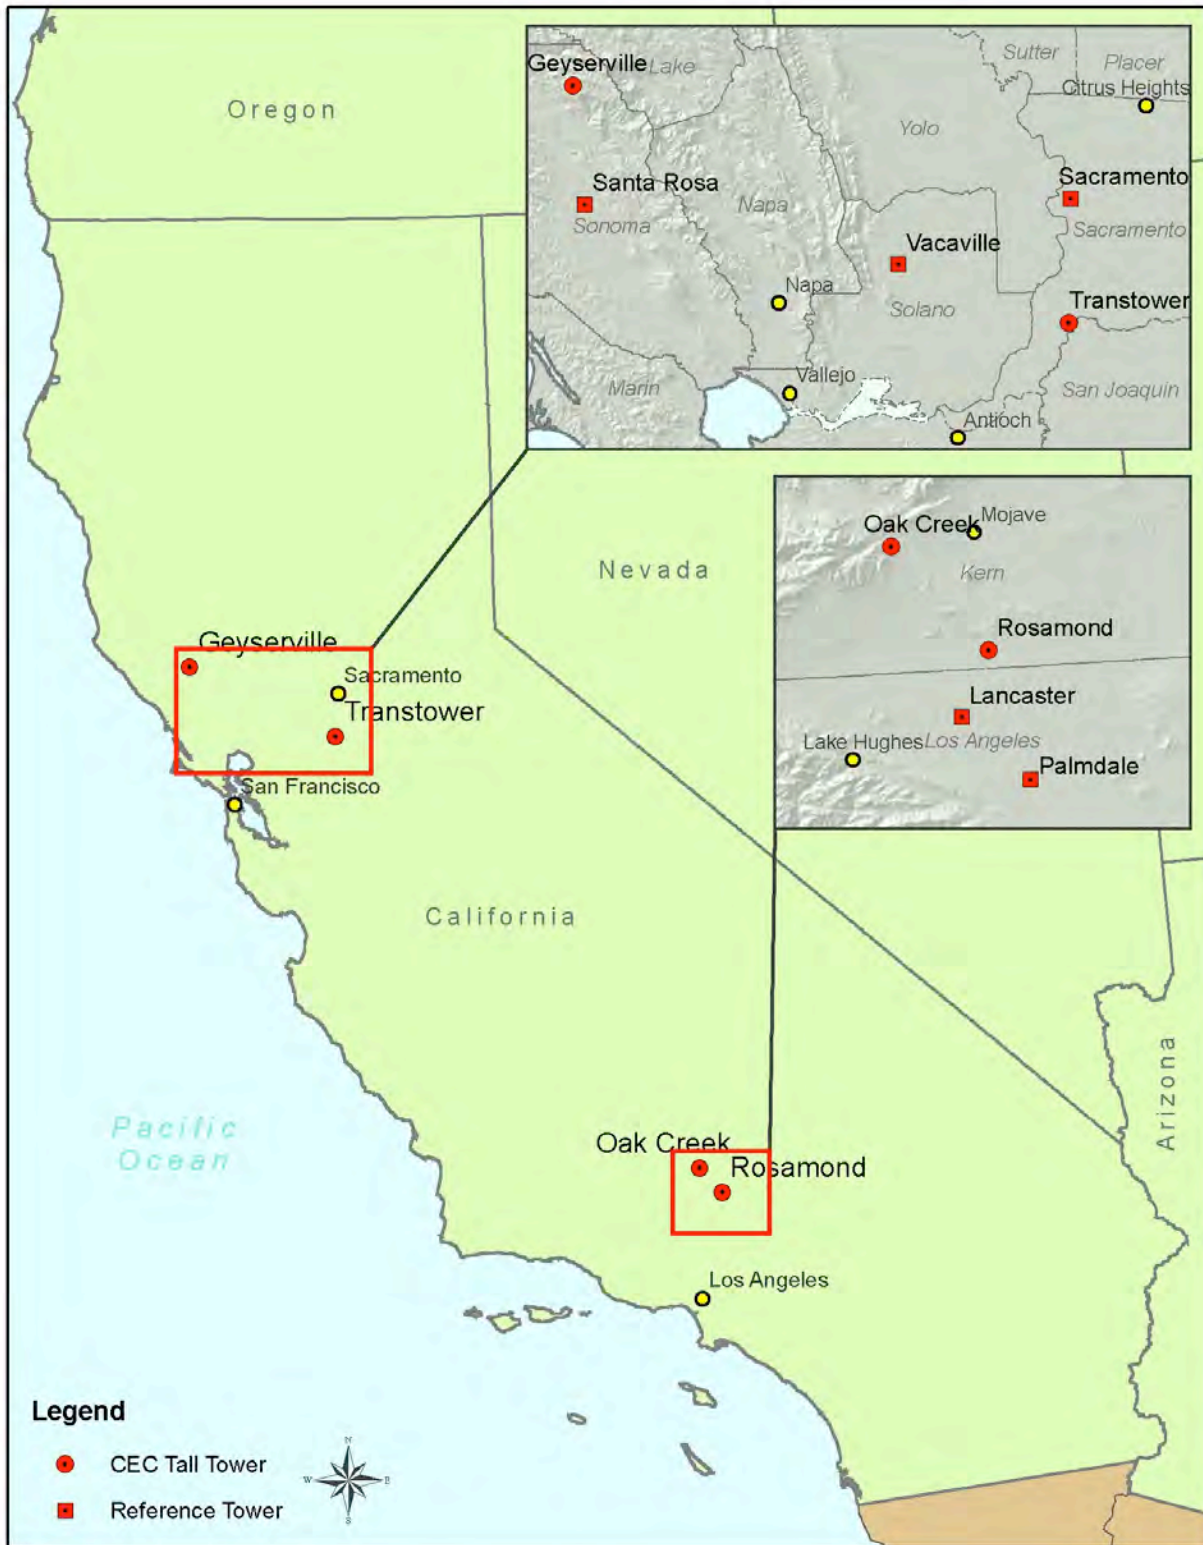 Oregon
Geyserville
Lake
Sutter
Placer
Citrus Heights
Yolo
Santa Rosa
Sonoma
Napa
Sacramento
Sacramento
Vacaville
Napa
Solano
Transtower
Marin
Vallejo
San Joaquin
Antioch
Nevada
Oak Creek
Mojave
Kern
Rosamond
Lancaster
Lake Hughes
Los Angeles
Palmdale
Geyserville
Sacramento
Transtower
San Francisco
California
Arizona
Pacific
Ocean
Oak Creek
Rosamond
Los Angeles
Legend
CEC Tall Tower
Reference Tower
N
W
E
S